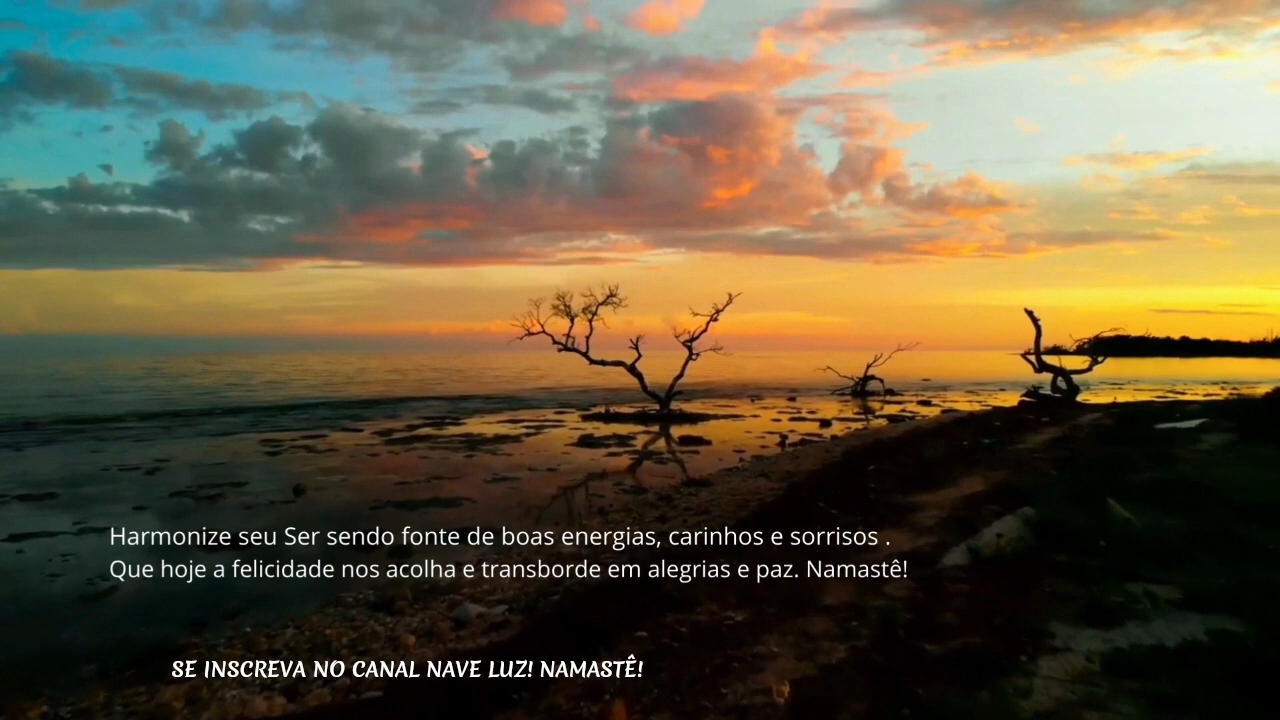 Harmonize seu Ser sendo fonte de boas energias, carinhos e sorrisos .
Que hoje a felicidade nos acolha e transborde em alegrias e paz. Namastê!
SE INSCREVA NO CANAL NAVE LUZ! NAMASTÊ!